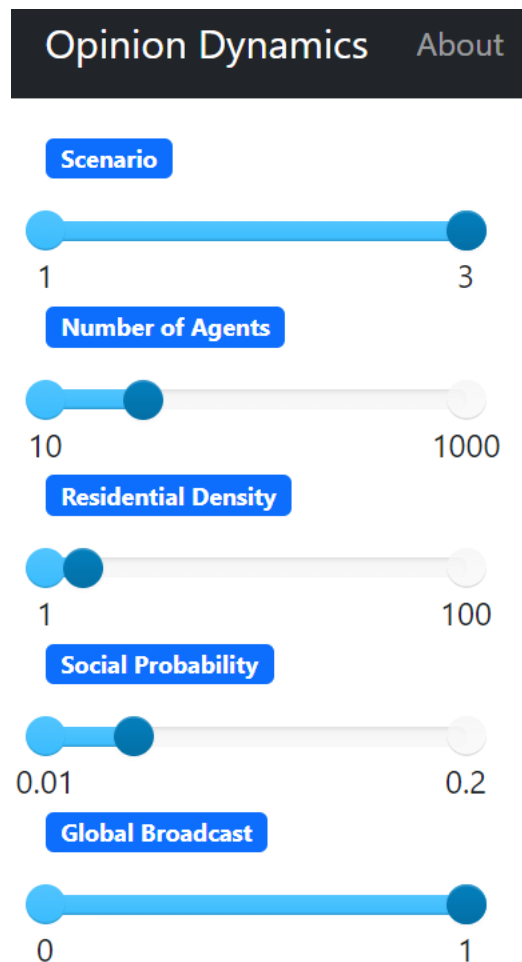 Opinion Dynamics About
Scenario
1 3
Number of Agents
10 1000
Residential Density
1 100
Social Probability
0.01 0.2
Global Broadcast
0 1